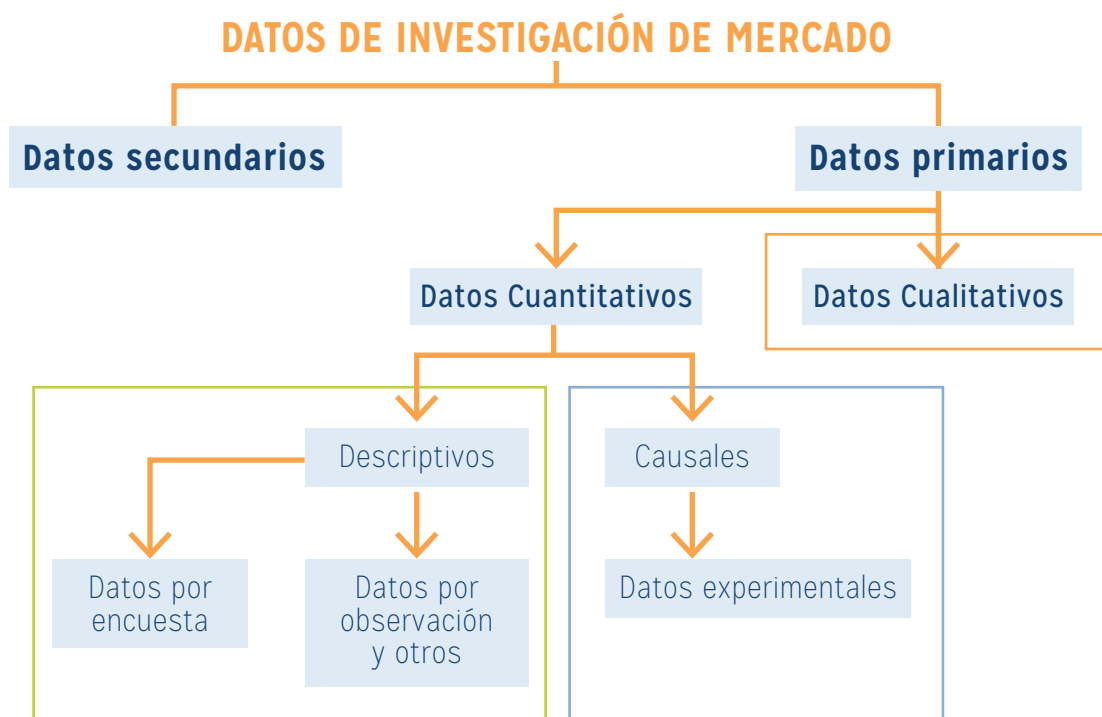 DATOS DE INVESTIGACIÓN DE MERCADO
Datos secundarios
Datos primarios
Datos Cuantitativos
Datos Cualitativos
Descriptivos
Causales
Datos por
encuesta
Datos por
observación
y otros
Datos experimentales